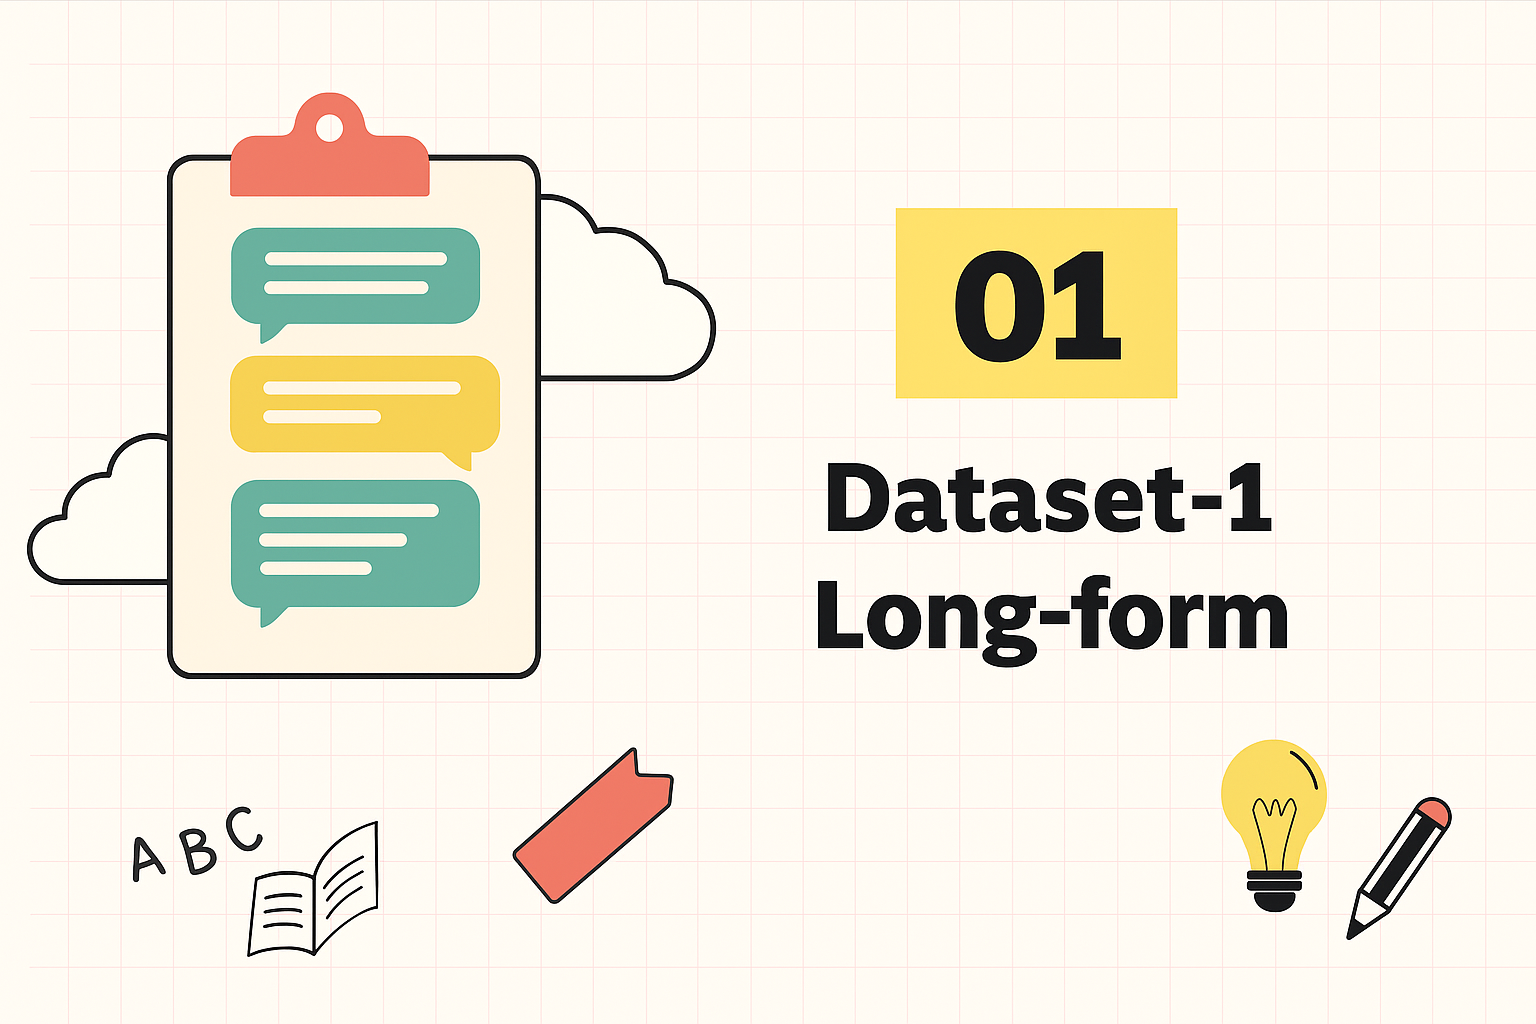 01
Dataset-1
Long-form
A B C